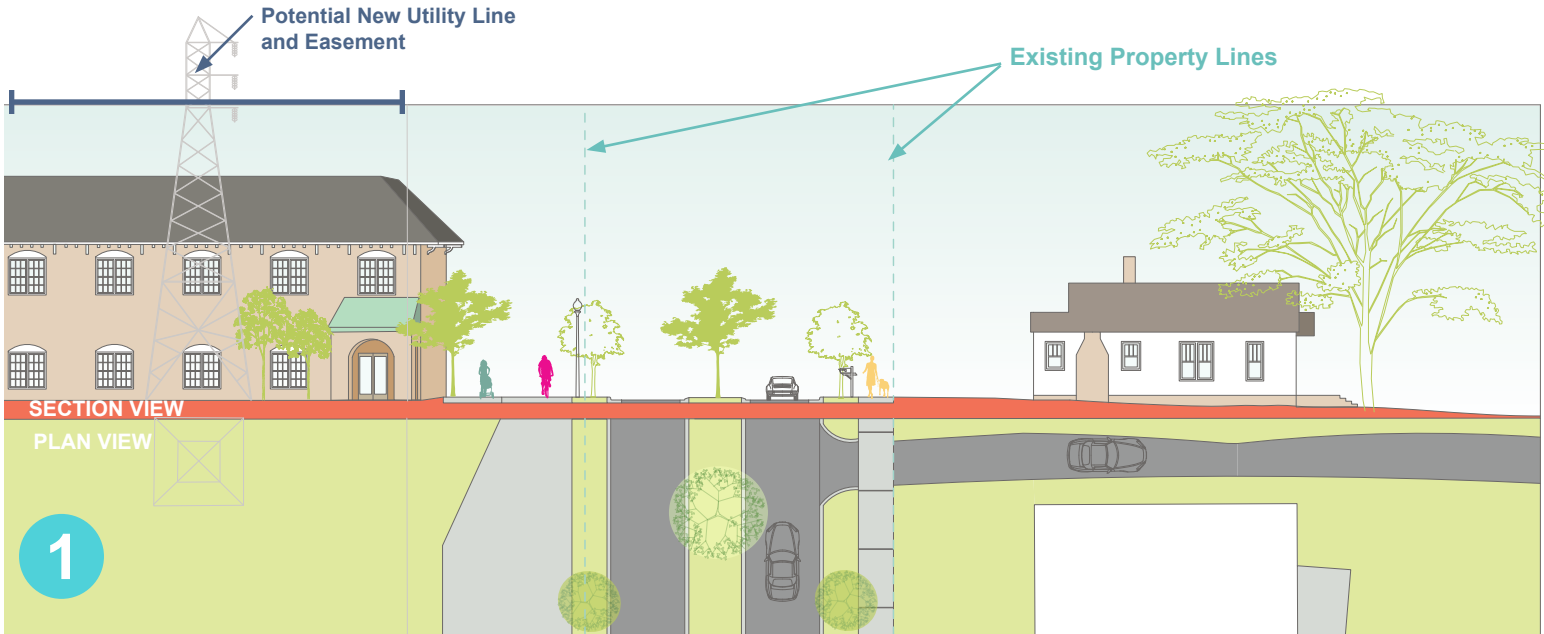 Potential New Utility Line
and Easement
Existing Property Lines
SECTION VIEW
PLAN VIEW
1